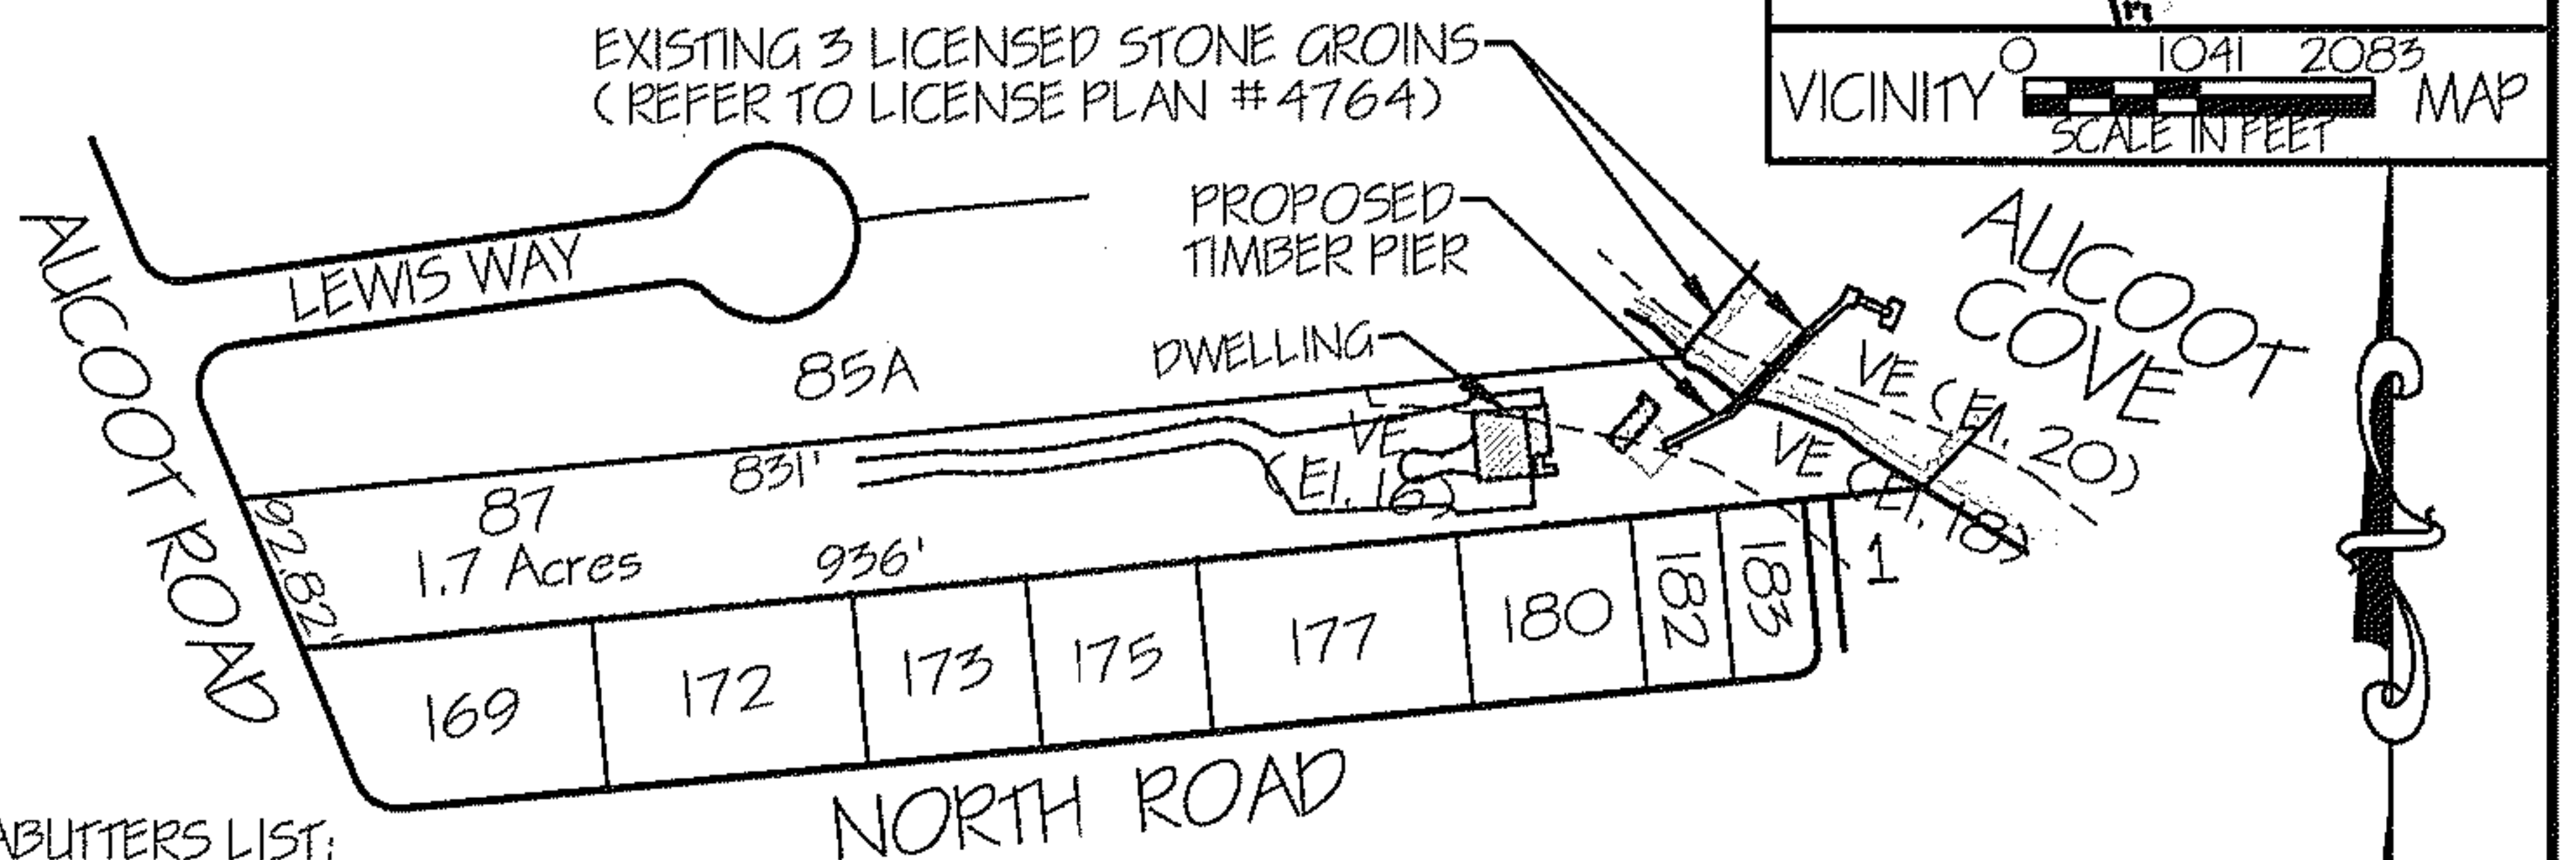 EXISTING 3 LICENSED STONE GROINS
(REFER TO LICENSE PLAN #4764)
0 1041 2083
VICINITY MAP
SCALE IN FEET
PROPOSED
TIMBER PIER
AUCOOT
COVE
LEWIS WAY
AUCOOT ROAD
DWELLING
85A
VE (El. 20)
VE (El. 18)
VE
(El. 16)
831'
87
1.7 Acres
92.82'
936'
1
169
172
173
175
177
180
182
183
NORTH ROAD
ABUTTERS LIST: